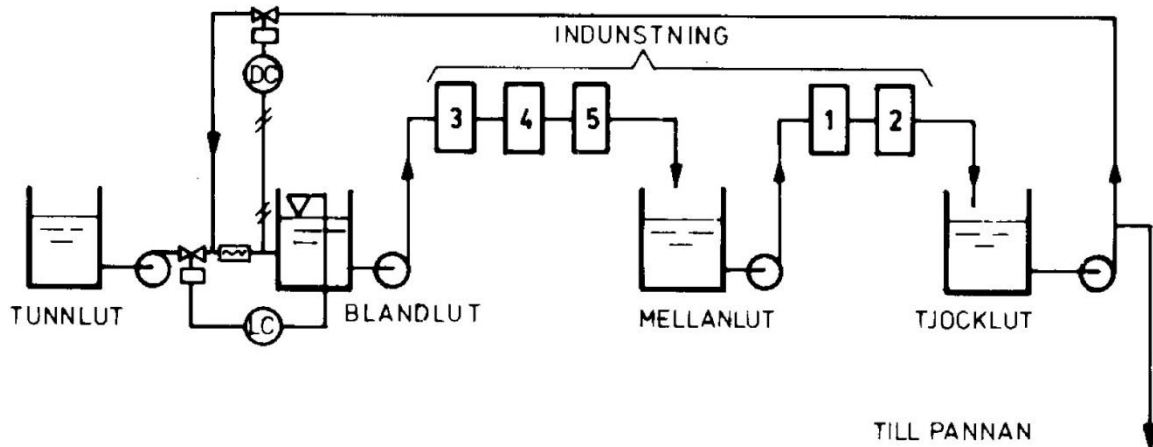 INDUNSTNING
DC
3
4
5
1
2
TUNNLUT
LC
BLANDLUT
MELLANLUT
TJOCKLUT
TILL PANNAN